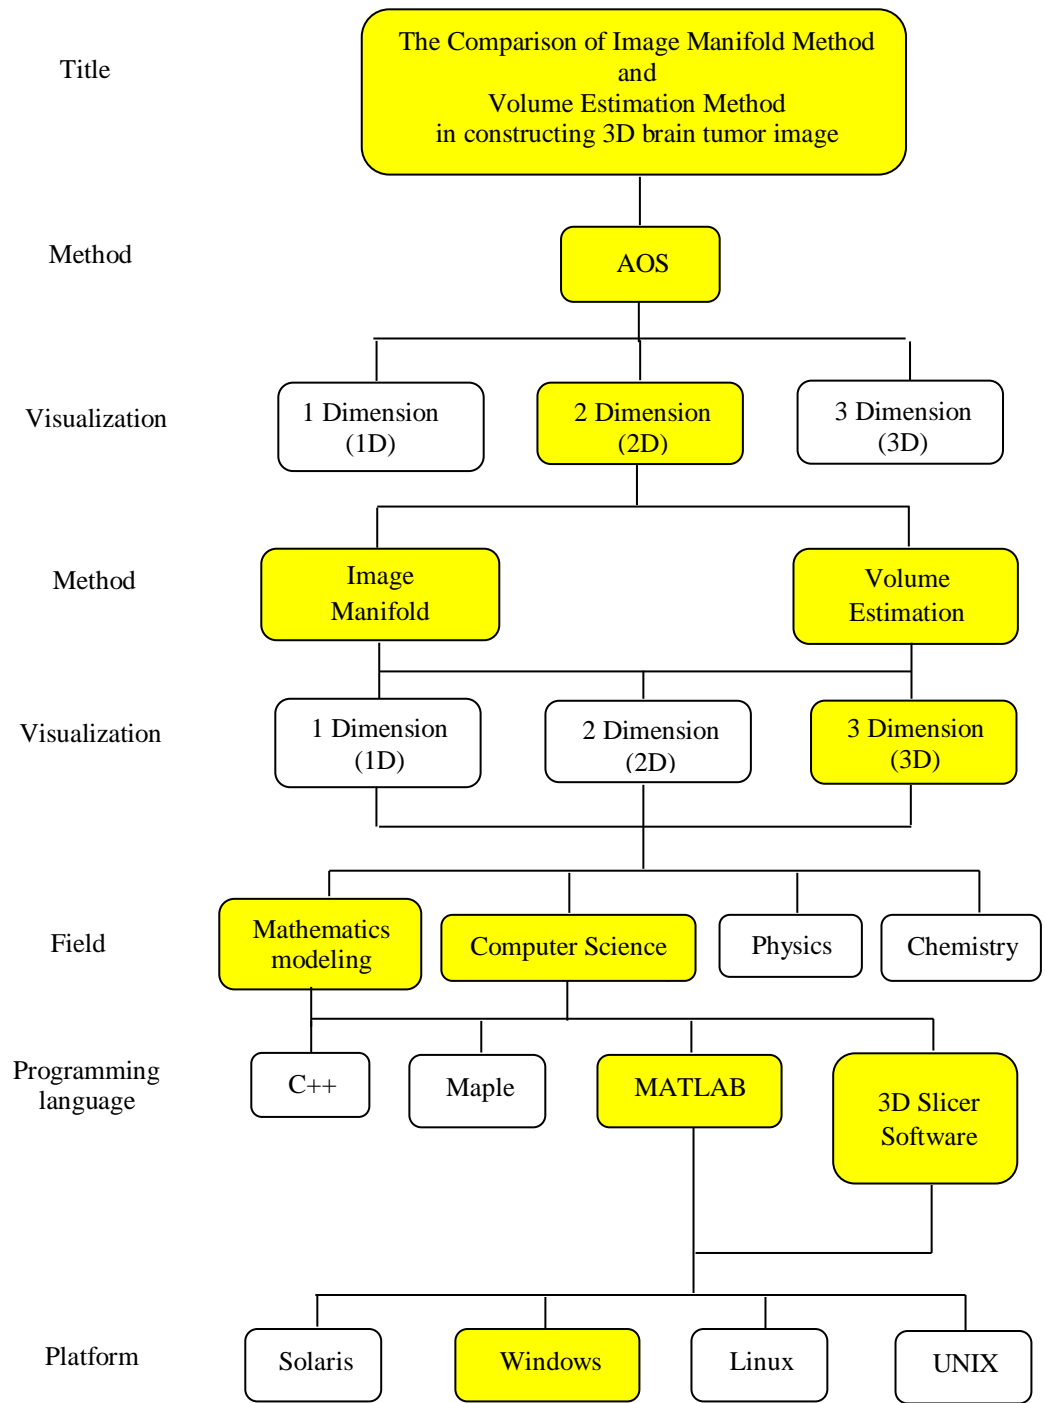 Title
The Comparison of Image Manifold Method
and
Volume Estimation Method
in constructing 3D brain tumor image
Method
AOS
Visualization
1 Dimension
(1D)
2 Dimension
(2D)
3 Dimension
(3D)
Method
Image
Manifold
Volume
Estimation
Visualization
1 Dimension
(1D)
2 Dimension
(2D)
3 Dimension
(3D)
Field
Mathematics
modeling
Computer Science
Physics
Chemistry
Programming
language
C++
Maple
MATLAB
3D Slicer
Software
Platform
Solaris
Windows
Linux
UNIX